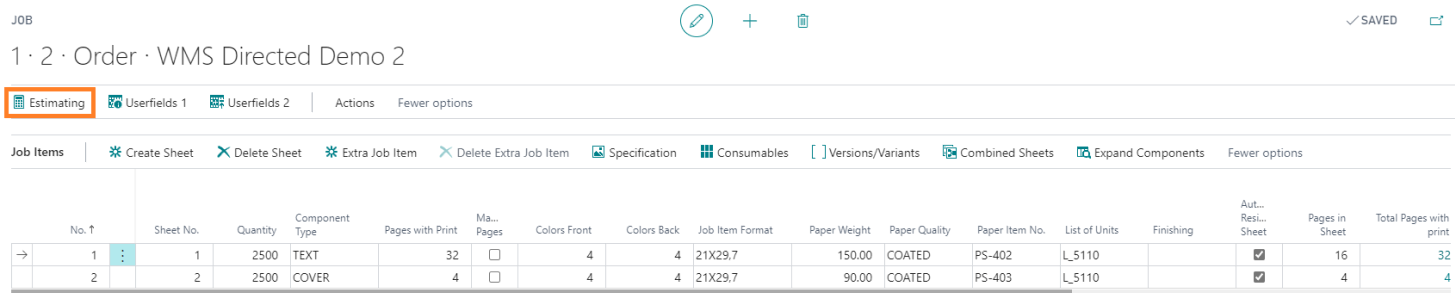 JOB SAVED
1 · 2 · Order · WMS Directed Demo 2
Estimating Userfields 1 Userfields 2 Actions Fewer options
Job Items Create Sheet Delete Sheet Extra Job Item Delete Extra Job Item Specification Consumables Versions/Variants Combined Sheets Expand Components Fewer options
No. ↑ Sheet No. Quantity Component Type Pages with Print Ma... Pages Colors Front Colors Back Job Item Format Paper Weight Paper Quality Paper Item No. List of Units Finishing Aut... Resi... Sheet Pages in Sheet Total Pages with print
1 1 2500 TEXT 32 4 4 21X29,7 150.00 COATED PS-402 L_5110 16 32
2 2 2500 COVER 4 4 4 21X29,7 90.00 COATED PS-403 L_5110 4 4